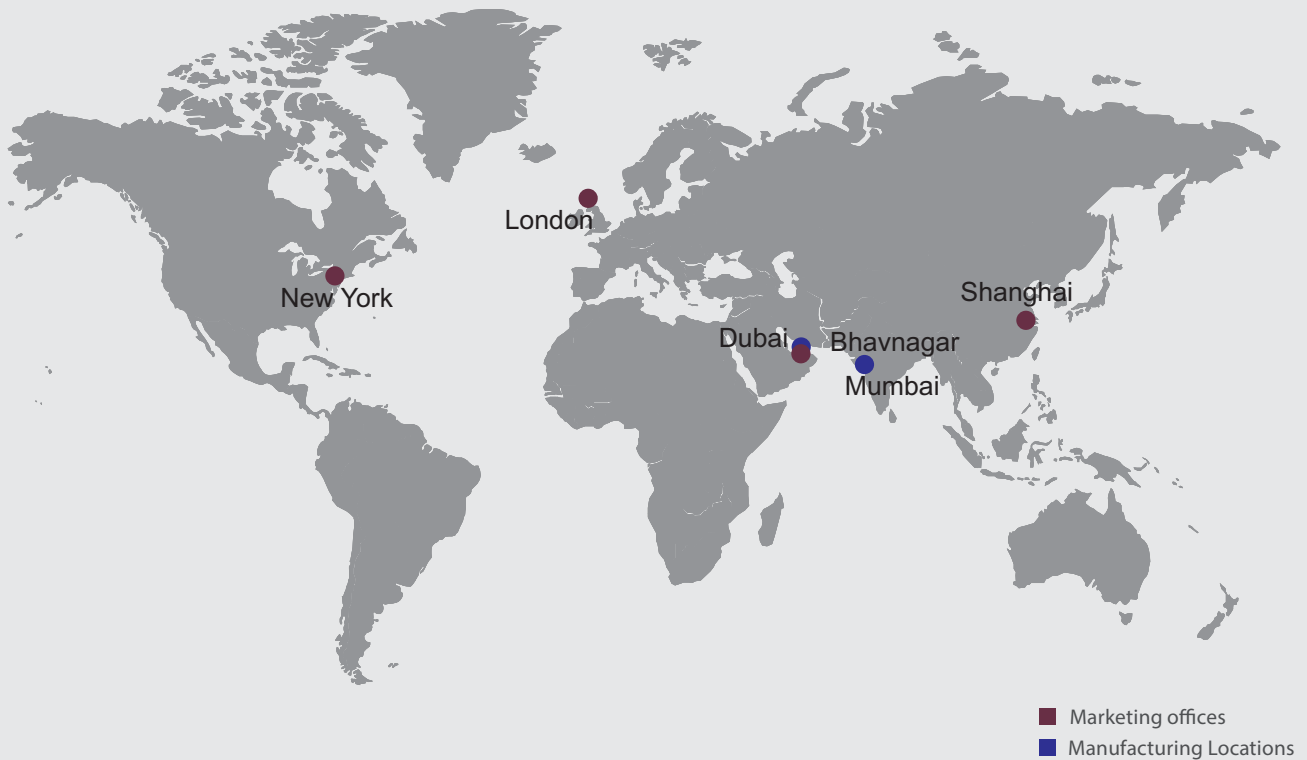 London
New York
Shanghai
Dubai
Bhavnagar
Mumbai
Marketing offices
Manufacturing Locations